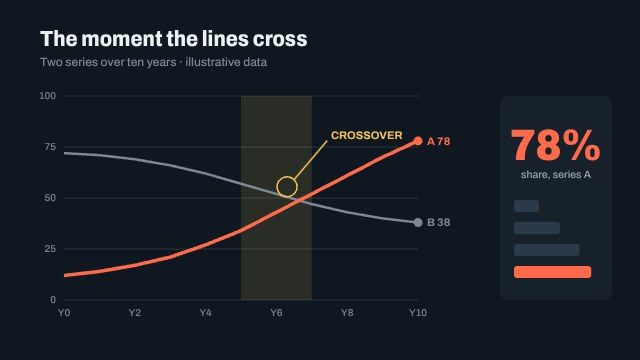 The moment the lines cross
Two series over ten years · illustrative data
100
75
50
25
0
Y0 Y2 Y4 Y6 Y8 Y10
CROSSOVER
A 78
B 38
78%
share, series A